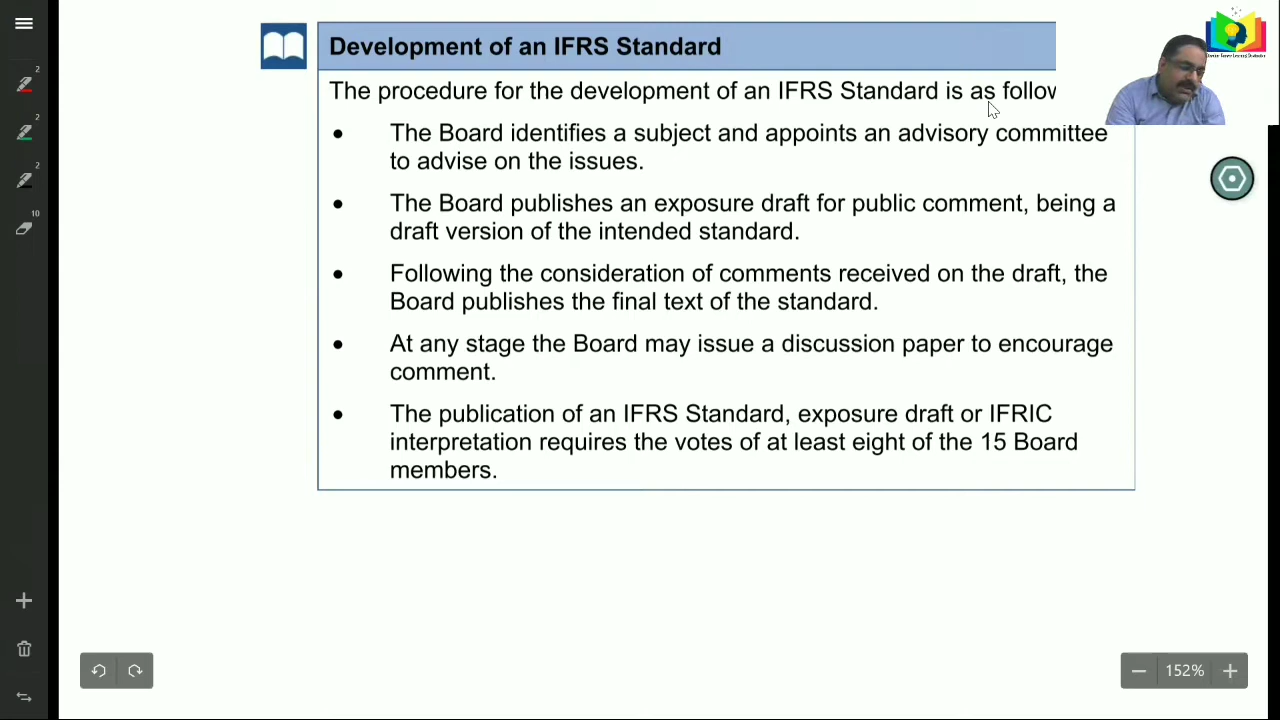 Development of an IFRS Standard
The procedure for the development of an IFRS Standard is as follow
• The Board identifies a subject and appoints an advisory committee
to advise on the issues.
• The Board publishes an exposure draft for public comment, being a
draft version of the intended standard.
• Following the consideration of comments received on the draft, the
Board publishes the final text of the standard.
• At any stage the Board may issue a discussion paper to encourage
comment.
• The publication of an IFRS Standard, exposure draft or IFRIC
interpretation requires the votes of at least eight of the 15 Board
members.
2
2
2
10
152%